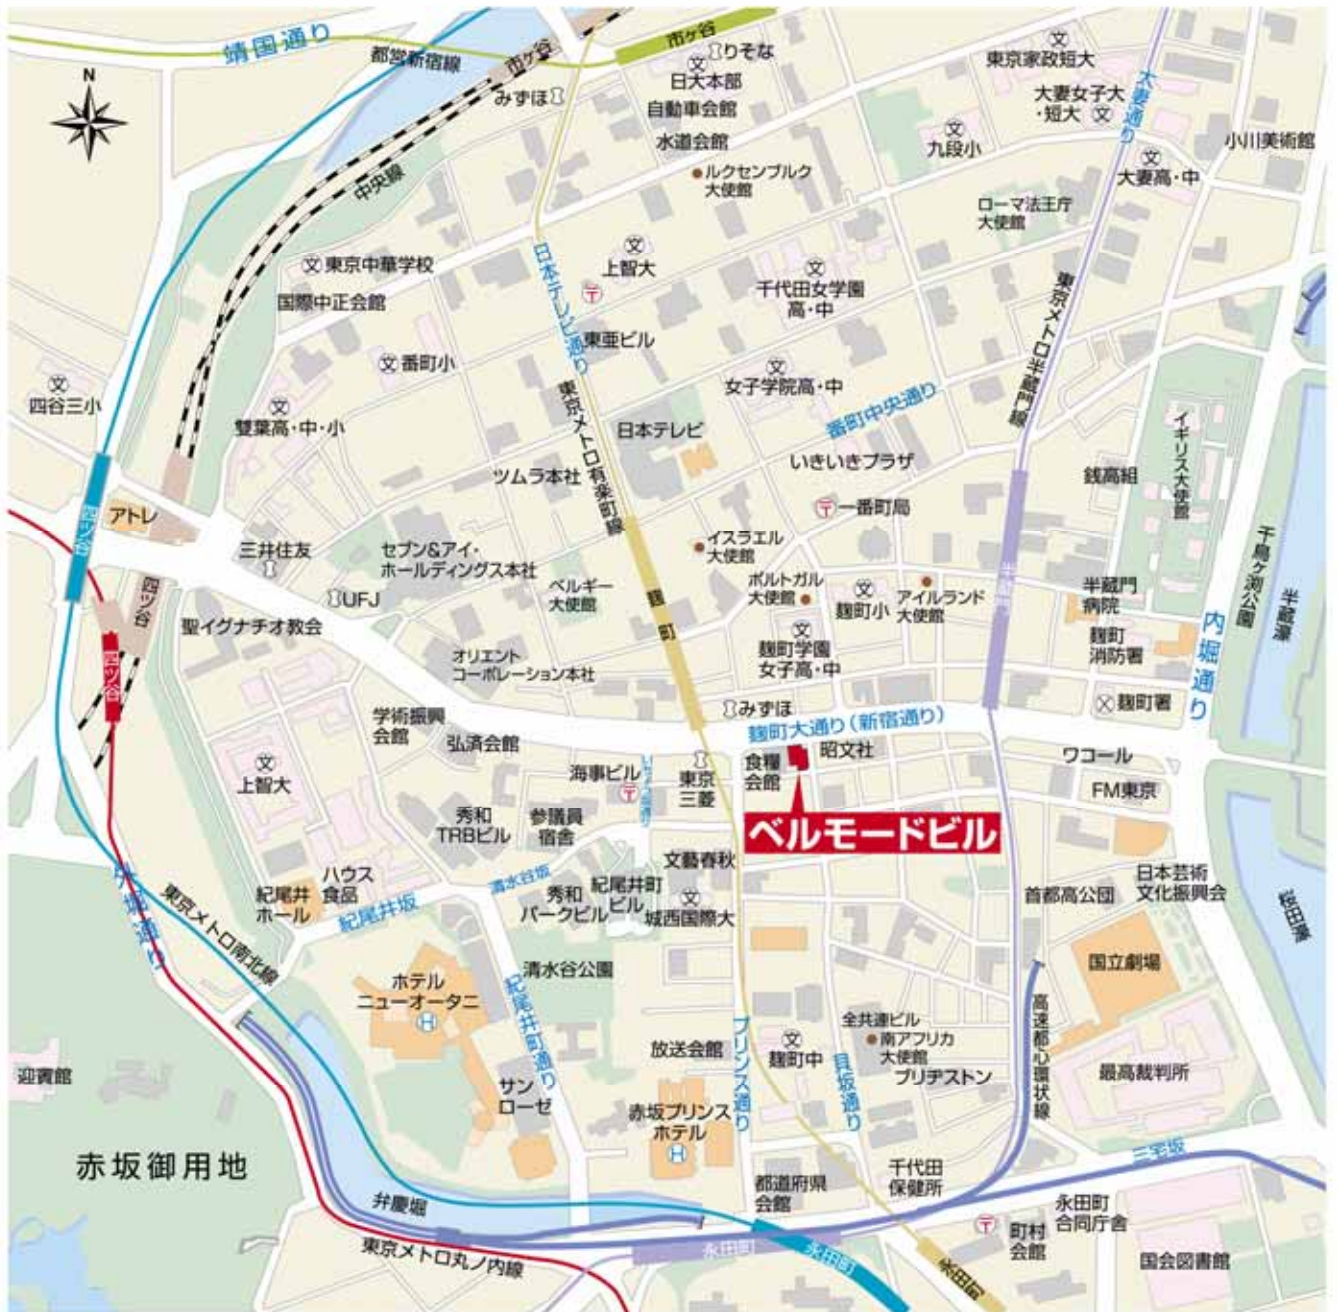 靖国通り
都営新宿線
市ヶ谷
市ヶ谷
りそな
日大本部
みずほ
自動車会館
水道会館
ルクセンブルク
大使館
東京家政短大
大妻女子大
・短大
大妻通り
九段小
大妻高・中
小川美術館
ローマ法王庁
大使館
N
中央線
東京中華学校
国際中正会館
日本テレビ通り
上智大
〒
千代田女学園
高・中
東京メトロ半蔵門線
東亜ビル
番町小
女子学院高・中
四谷三小
雙葉高・中・小
東京メトロ有楽町線
日本テレビ
番町中央通り
いきいきプラザ
ツムラ本社
銭高組
イギリス大使館
アトレ
四ツ谷
〒一番町局
三井住友
セブン&アイ・
ホールディングス本社
イスラエル
大使館
千鳥ヶ淵公園
半蔵濠
四ツ谷
UFJ
ベルギー
大使館
麹町
ポルトガル
大使館
麹町小
アイルランド
大使館
半蔵門
半蔵門
病院
内堀通り
聖イグナチオ教会
四ツ谷
オリエント
コーポレーション本社
麹町学園
女子高・中
麹町
消防署
麹町署
学術振興
会館
弘済会館
みずほ
麹町大通り(新宿通り)
食糧
会館
昭文社
ワコール
上智大
海事ビル
〒
東京
三菱
FM東京
秀和
TRBビル
参議員
宿舎
ベルモードビル
文藝春秋
ハウス
食品
紀尾井
ホール
清水谷坂
秀和
パークビル
紀尾井町
ビル
城西国際大
首都高公団
日本芸術
文化振興会
桜田濠
外堀通り
東京メトロ南北線
紀尾井坂
清水谷公園
国立劇場
ホテル
ニューオータニ
H
紀尾井町通り
高速都心環状線
放送会館
プリンス通り
麹町中
全共連ビル
南アフリカ
大使館
貝坂通り
ブリヂストン
最高裁判所
迎賓館
サン
ローゼ
赤坂プリンス
ホテル
H
赤坂御用地
三宅坂
弁慶堀
都道府県
会館
千代田
保健所
永田町
合同庁舎
〒
町村
会館
東京メトロ丸ノ内線
永田町
永田町
永田町
国会図書館